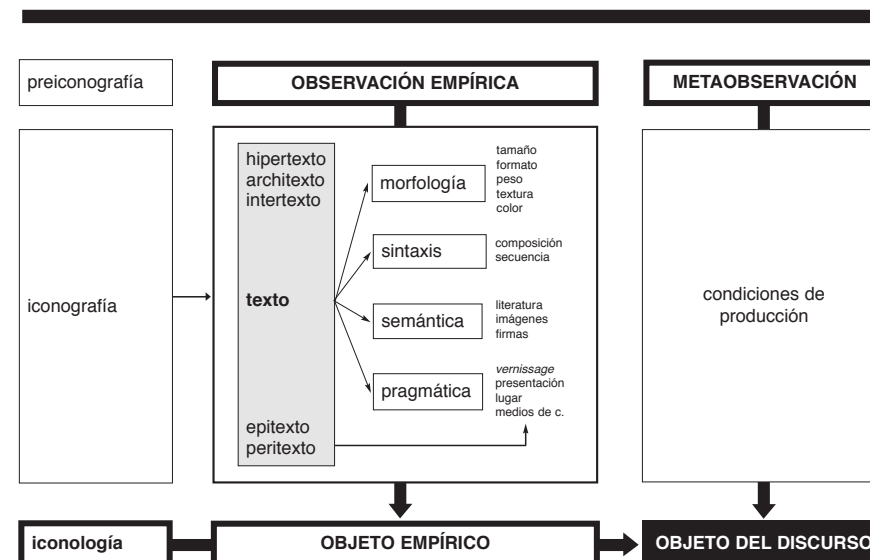 preiconografía
OBSERVACIÓN EMPÍRICA
METAOBSERVACIÓN
iconografía
hipertexto
architexto
intertexto
texto
epitexto
peritexto
morfología
tamaño
formato
peso
textura
color
sintaxis
composición
secuencia
semántica
literatura
imágenes
firmas
pragmática
vernissage
presentación
lugar
medios de c.
condiciones de
producción
iconología
OBJETO EMPÍRICO
OBJETO DEL DISCURSO